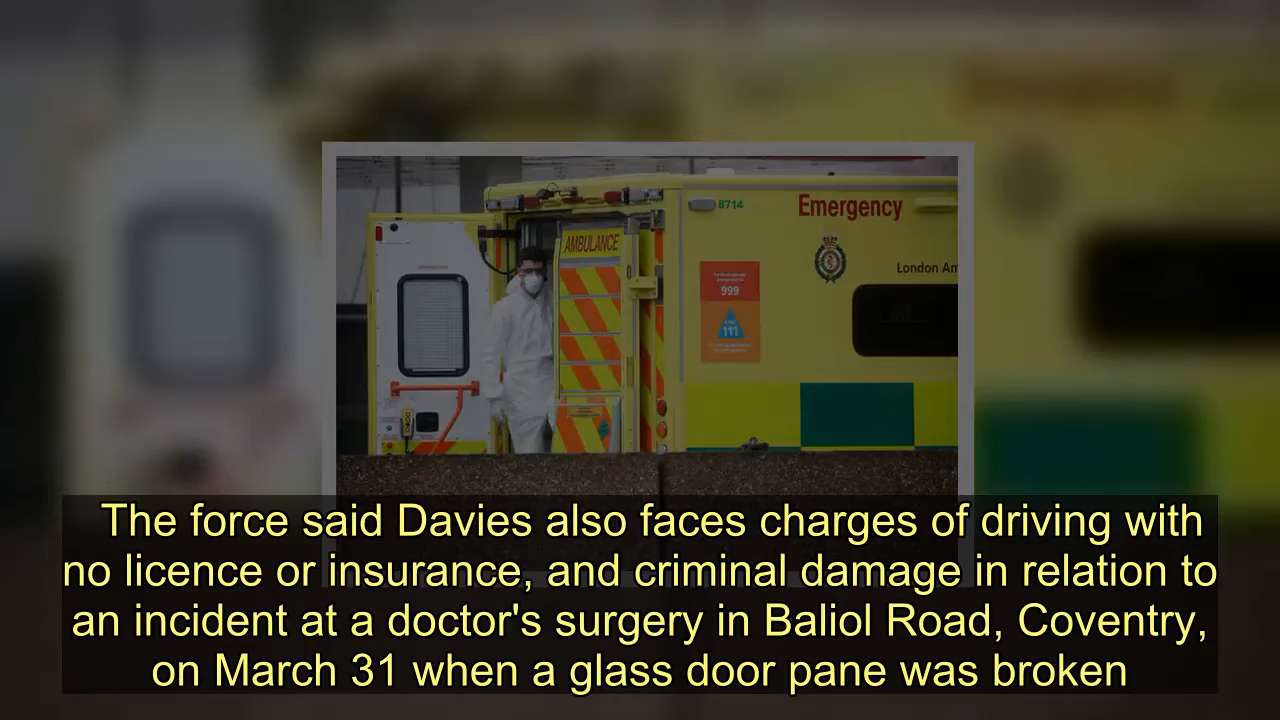 8714
Emergency
AMBULANCE
London Am
999
111
The force said Davies also faces charges of driving with
no licence or insurance, and criminal damage in relation to
an incident at a doctor's surgery in Baliol Road, Coventry,
on March 31 when a glass door pane was broken